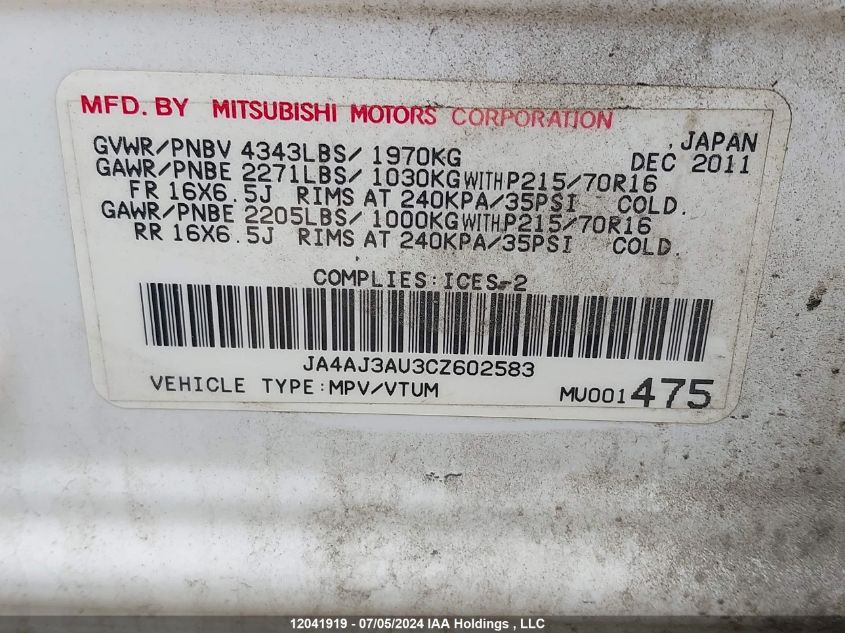 MFD. BY MITSUBISHI MOTORS CORPORATION
, JAPAN
GVWR/PNBV 4343LBS/ 1970KG DEC 2011
GAWR/PNBE 2271LBS/ 1030KG WITH P215/70R16
FR 16X6.5J RIMS AT 240KPA/35PSI COLD.
GAWR/PNBE 2205LBS/ 1000KG WITH P215/70R16
RR 16X6.5J RIMS AT 240KPA/35PSI COLD.
COMPLIES:ICES-2
JA4AJ3AU3CZ602583
VEHICLE TYPE:MPV/VTUM MU001475
12041919 - 07/05/2024 IAA Holdings , LLC